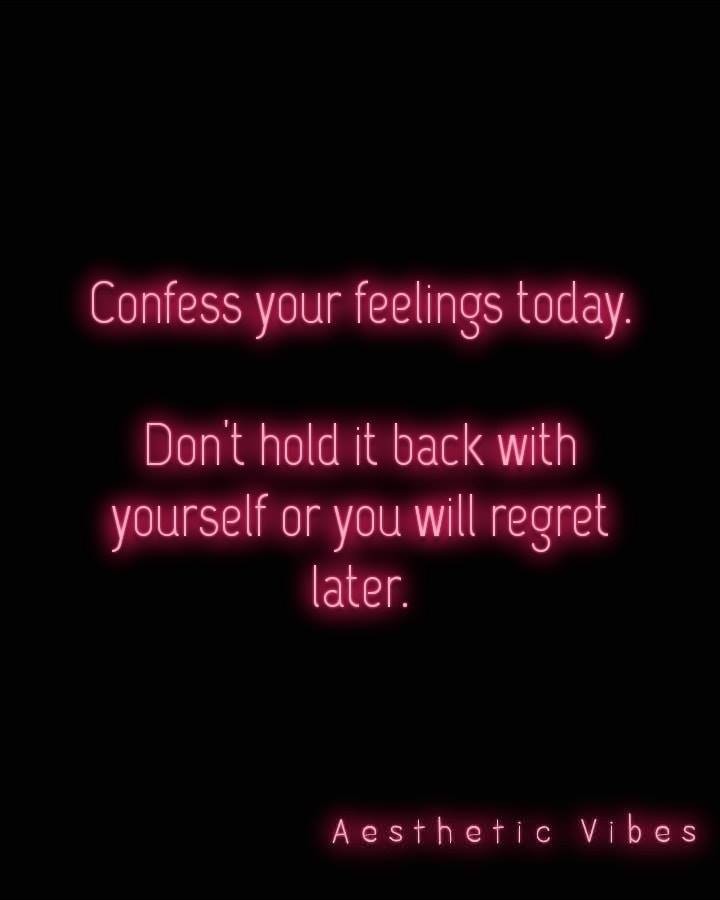 Confess your feelings today.
Don't hold it back with
yourself or you will regret
later.
Aesthetic Vibes